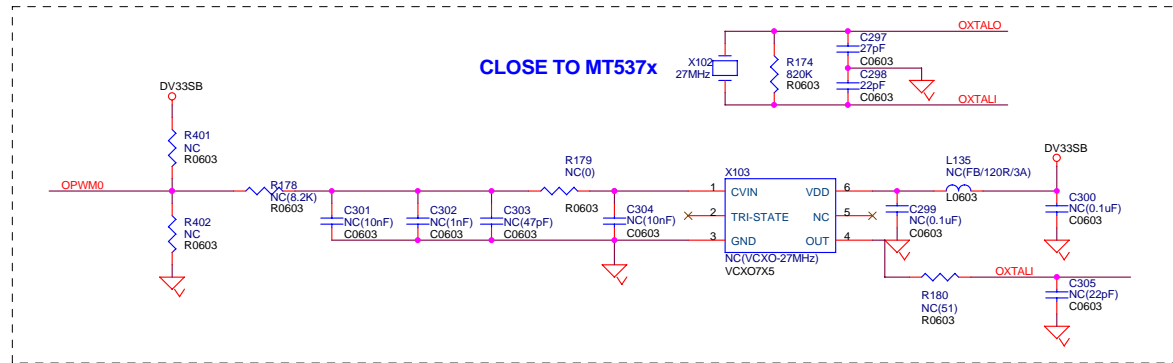 OXTALO
CLOSE TO MT537x
X102
27MHz
R174
820K
R0603
C297
27pF
C0603
C298
22pF
C0603
OXTALI
DV33SB
R401
NC
R0603
OPWM0
R178
NC(8.2K)
R0603
R402
NC
R0603
C301
NC(10nF)
C0603
C302
NC(1nF)
C0603
C303
NC(47pF)
C0603
R179
NC(0)
R0603
C304
NC(10nF)
C0603
X103
1 CVIN VDD 6
2 TRI-STATE NC 5
3 GND OUT 4
NC(VCXO-27MHz)
VCXO7X5
C299
NC(0.1uF)
C0603
L135
NC(FB/120R/3A)
L0603
DV33SB
C300
NC(0.1uF)
C0603
R180
NC(51)
R0603
OXTALI
C305
NC(22pF)
C0603